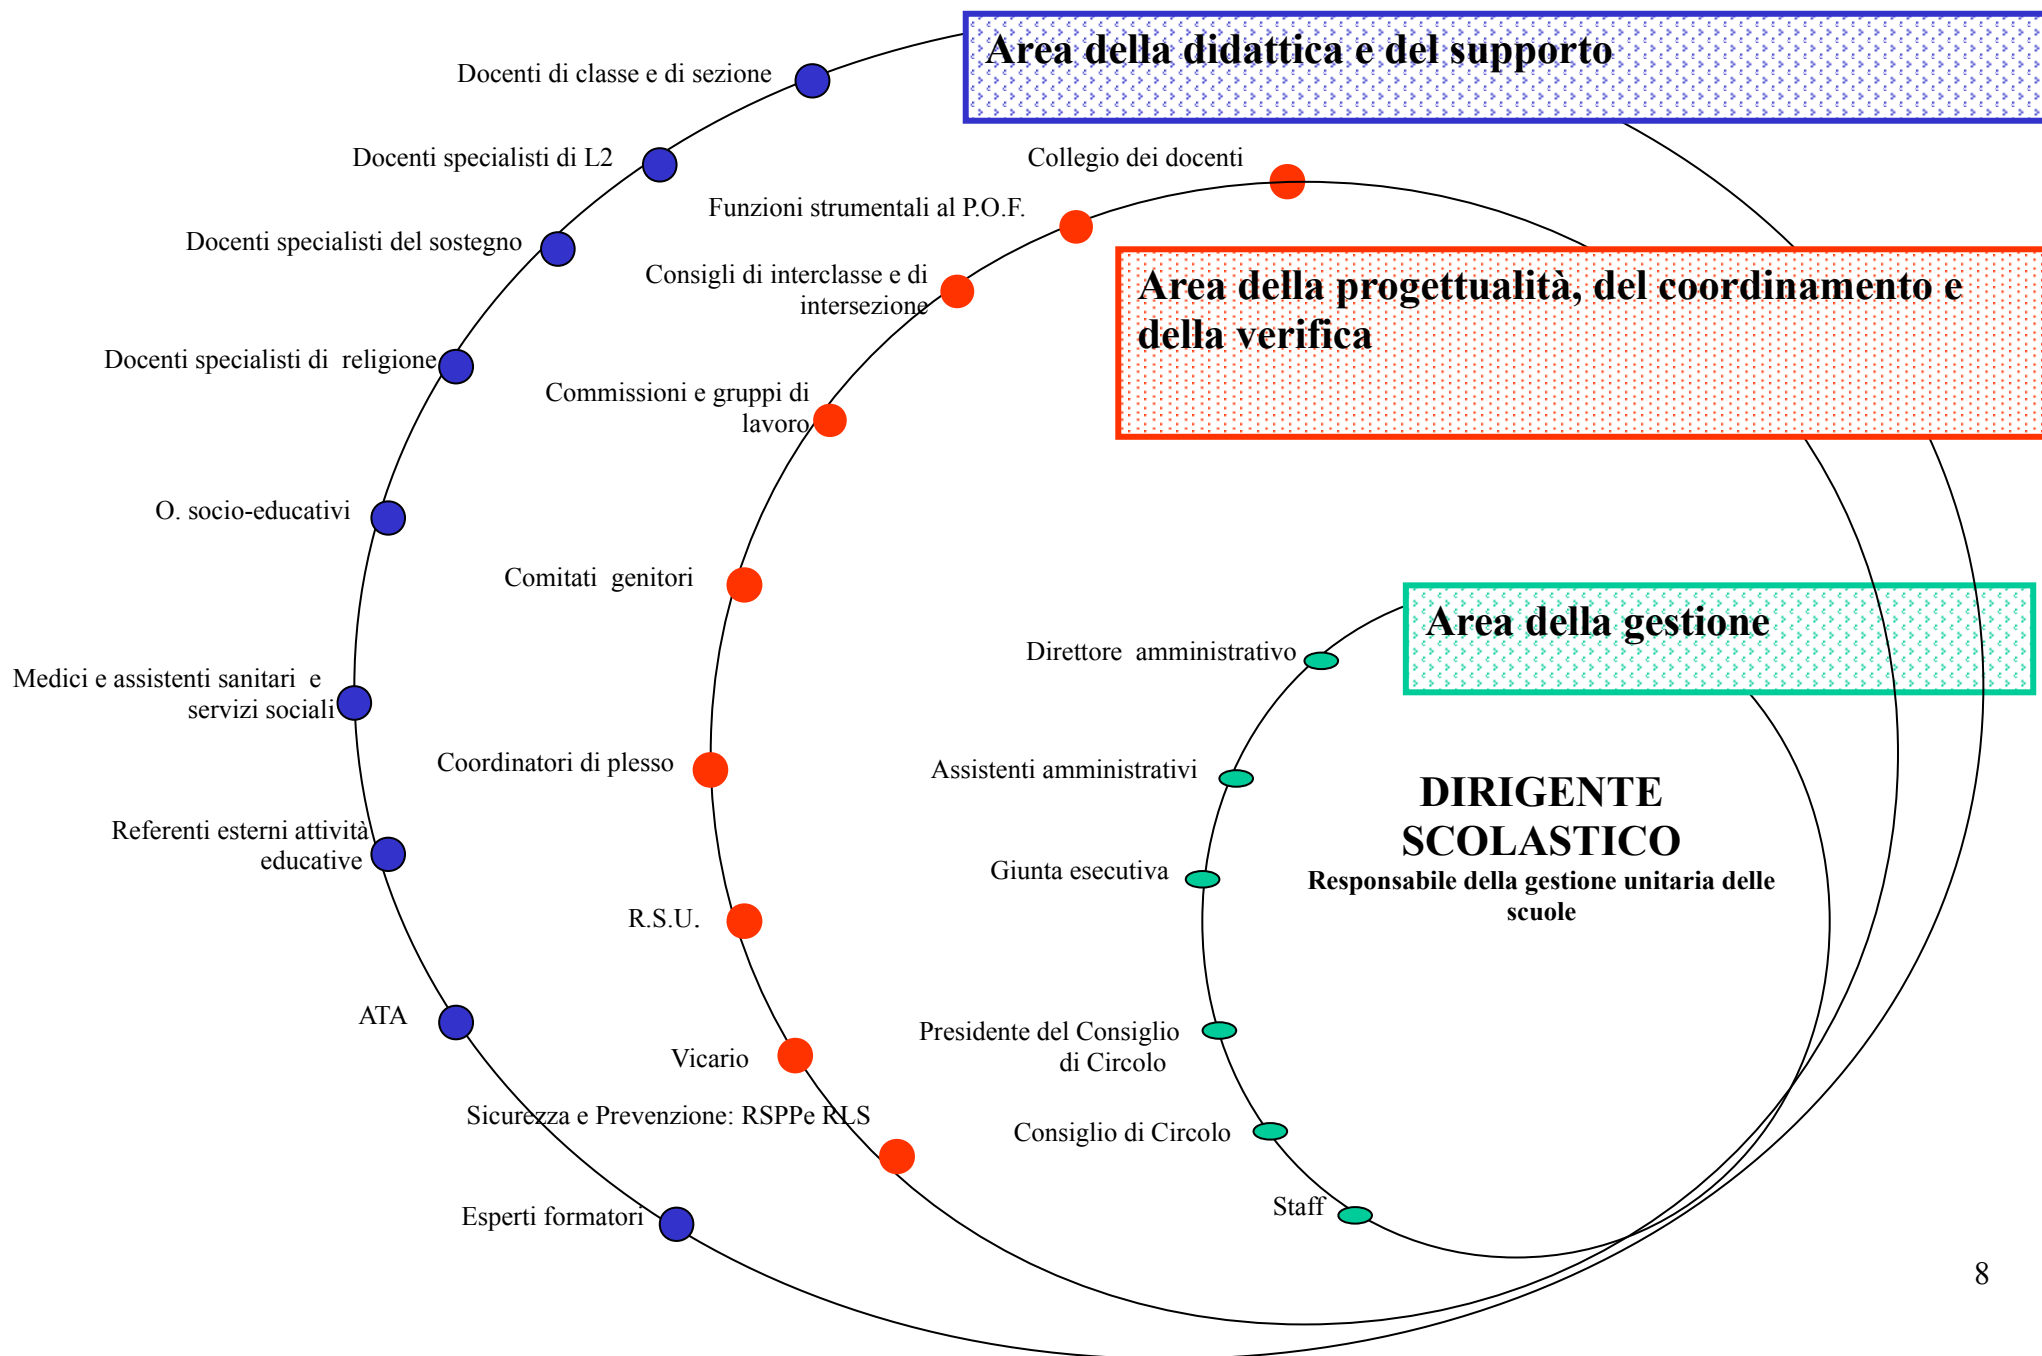 Area della didattica e del supporto
Docenti di classe e di sezione
Docenti specialisti di L2
Docenti specialisti del sostegno
Docenti specialisti di  religione
O. socio-educativi
Medici e assistenti sanitari  e
servizi sociali
Referenti esterni attività
educative
ATA
Esperti formatori
Collegio dei docenti
Funzioni strumentali al P.O.F.
Consigli di interclasse e di
intersezione
Commissioni e gruppi di
lavoro
Comitati  genitori
Coordinatori di plesso
R.S.U.
Vicario
Sicurezza e Prevenzione: RSPPe RLS
Area della progettualità, del coordinamento e
della verifica
Area della gestione
Direttore  amministrativo
Assistenti amministrativi
Giunta esecutiva
Presidente del Consiglio
di Circolo
Consiglio di Circolo
Staff
DIRIGENTE
SCOLASTICO
Responsabile della gestione unitaria delle
scuole
8